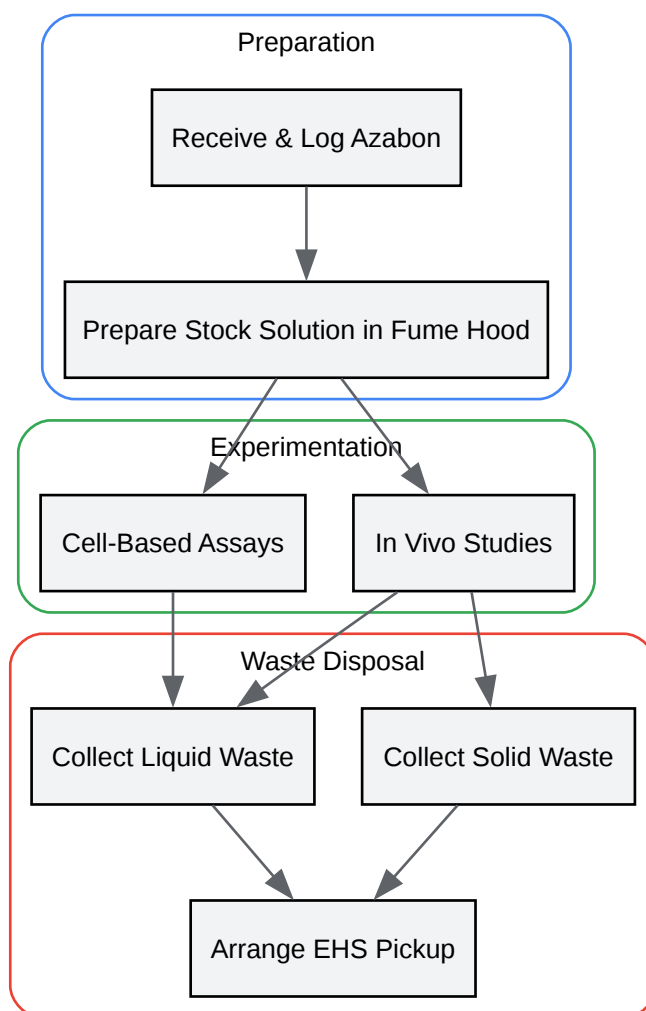 Preparation
Receive & Log Azabon
Prepare Stock Solution in Fume Hood
Experimentation
Cell-Based Assays
In Vivo Studies
Waste Disposal
Collect Liquid Waste
Collect Solid Waste
Arrange EHS Pickup